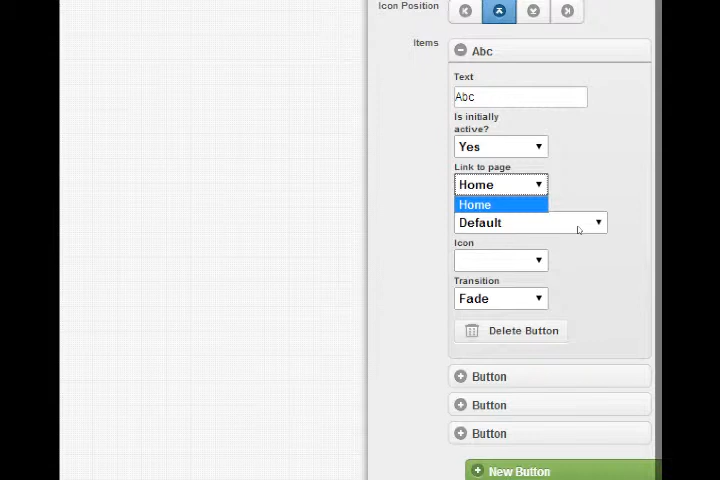 Icon Position
Items
Abc
Text
Abc
Is initially
active?
Yes
Link to page
Home
Home
Default
Icon
Transition
Fade
Delete Button
Button
Button
Button
New Button